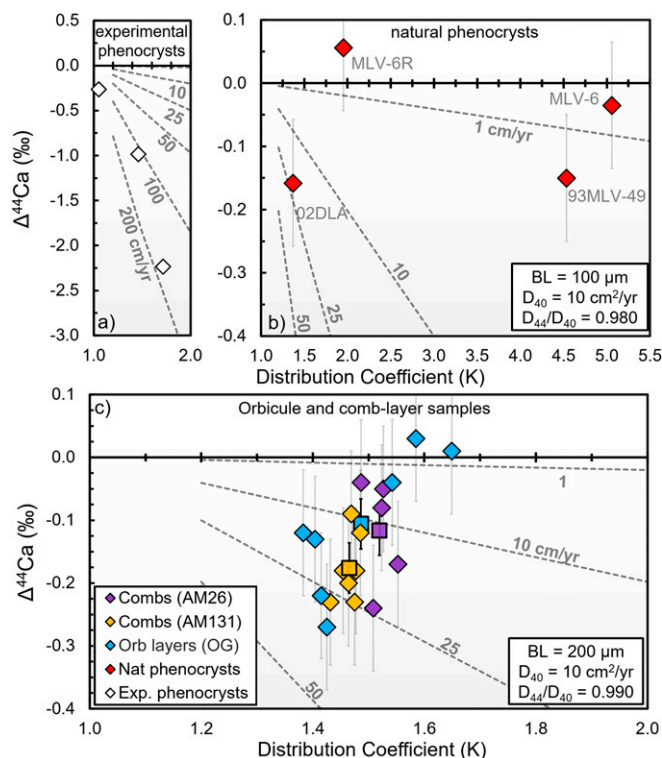 a)
experimental
phenocrysts
0.5
0.0
-0.5
-1.0
-1.5
-2.0
-2.5
-3.0
10
25
50
100
200 cm/yr
1.0
2.0
Δ⁴⁴Ca (‰)
b)
natural phenocrysts
0.1
0.0
-0.1
-0.2
-0.3
-0.4
MLV-6R
MLV-6
1 cm/yr
93MLV-49
02DLA
10
25
50
BL = 100 µm
D₄₀ = 10 cm²/yr
D₄₄/D₄₀ = 0.980
1.0
1.5
2.0
2.5
3.0
3.5
4.0
4.5
5.0
5.5
Distribution Coefficient (K)
c)
Orbicule and comb-layer samples
0.1
0.0
-0.1
-0.2
-0.3
-0.4
Δ⁴⁴Ca (‰)
1
10 cm/yr
25
50
Combs (AM26)
Combs (AM131)
Orb layers (OG)
Nat phenocrysts
Exp. phenocrysts
BL = 200 µm
D₄₀ = 10 cm²/yr
D₄₄/D₄₀ = 0.990
1.0
1.2
1.4
1.6
1.8
2.0
Distribution Coefficient (K)